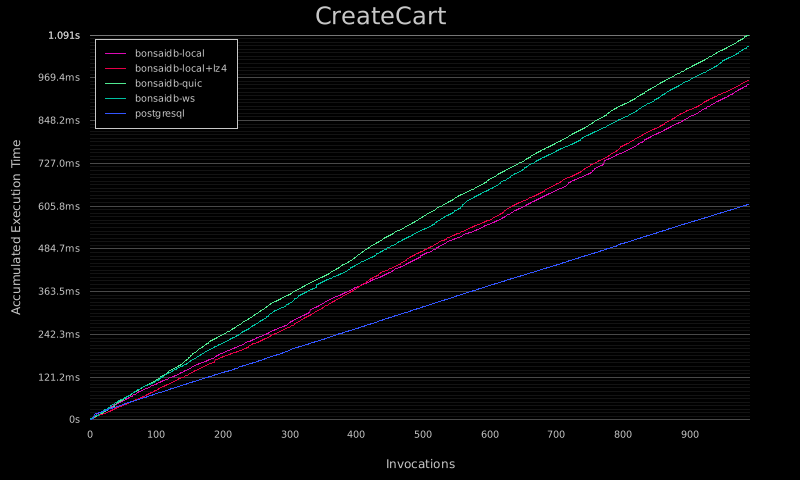 CreateCart
1.091s
969.4ms
848.2ms
727.0ms
605.8ms
484.7ms
363.5ms
242.3ms
121.2ms
0s
Accumulated Execution Time
bonsaidb-local
bonsaidb-local+lz4
bonsaidb-quic
bonsaidb-ws
postgresql
0 100 200 300 400 500 600 700 800 900
Invocations